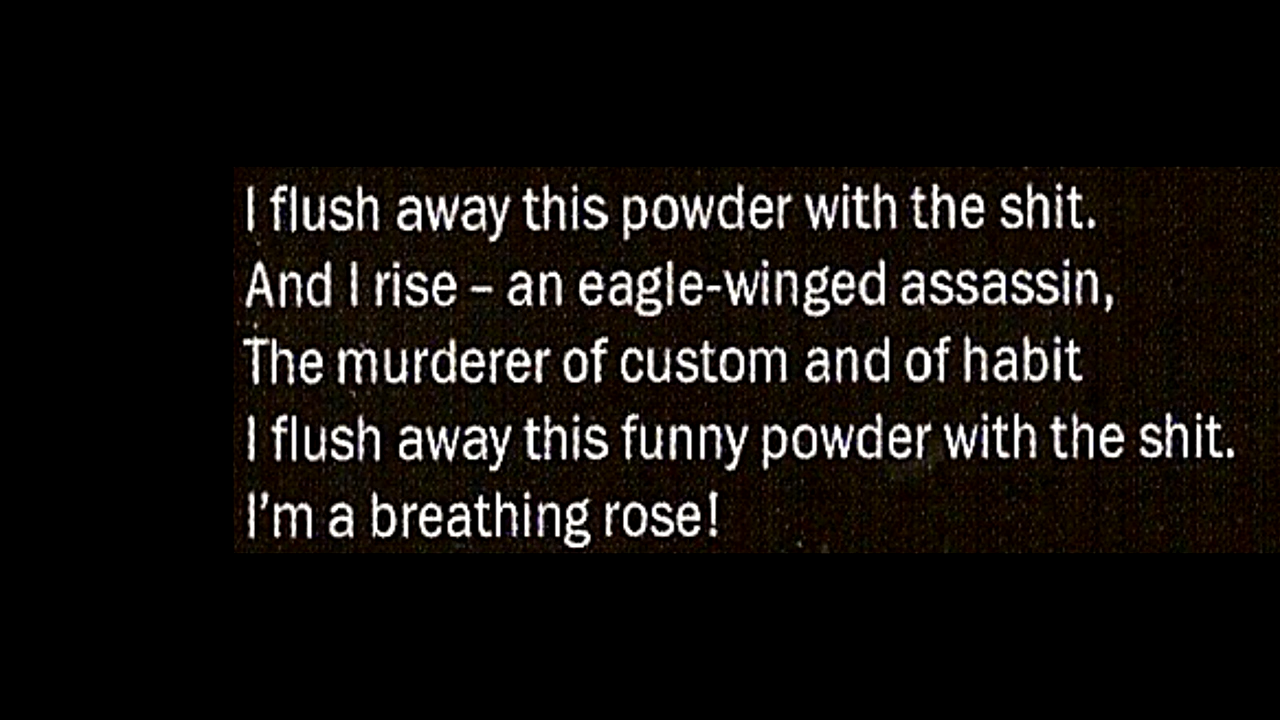 I flush away this powder with the shit.
And I rise – an eagle-winged assassin,
The murderer of custom and of habit
I flush away this funny powder with the shit.
I'm a breathing rose!